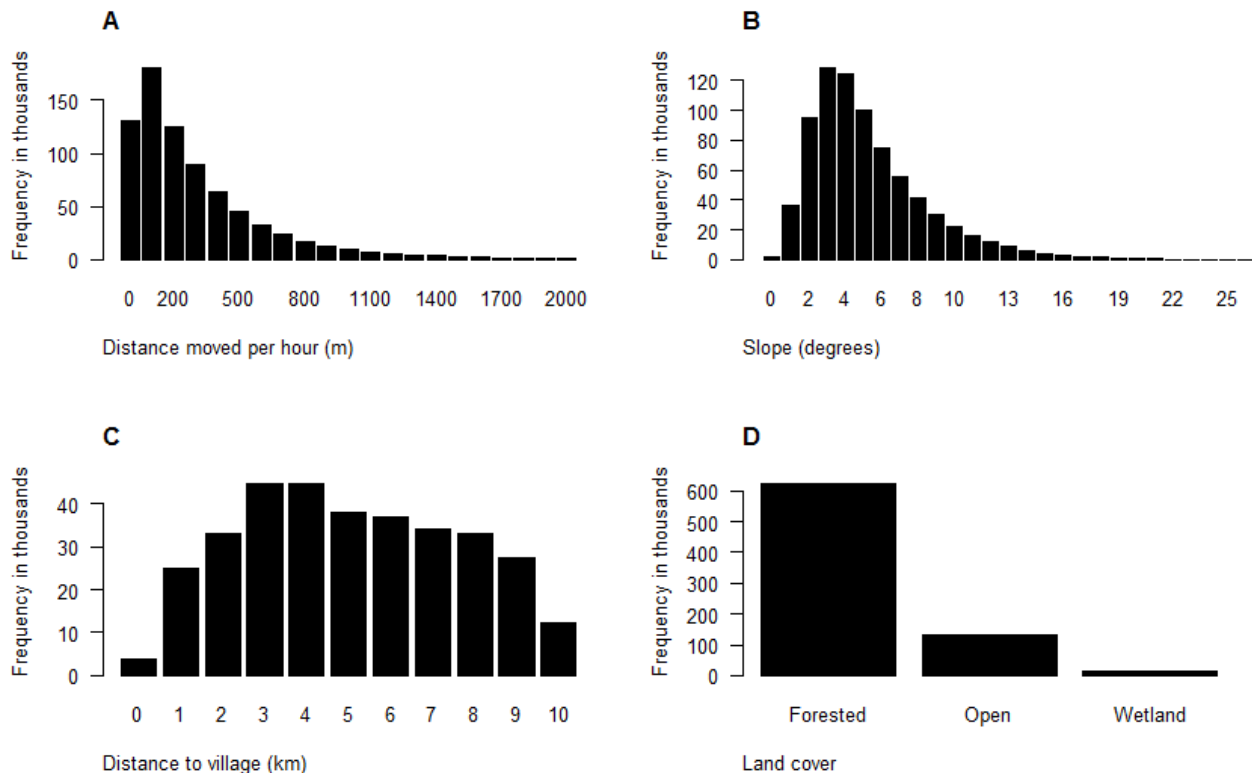 A
Frequency in thousands
150
100
50
0
0 200 500 800 1100 1400 1700 2000
Distance moved per hour (m)
B
Frequency in thousands
120
100
80
60
40
20
0
0 2 4 6 8 10 13 16 19 22 25
Slope (degrees)
C
Frequency in thousands
40
30
20
10
0
0 1 2 3 4 5 6 7 8 9 10
Distance to village (km)
D
Frequency in thousands
600
500
400
300
200
100
0
Forested Open Wetland
Land cover